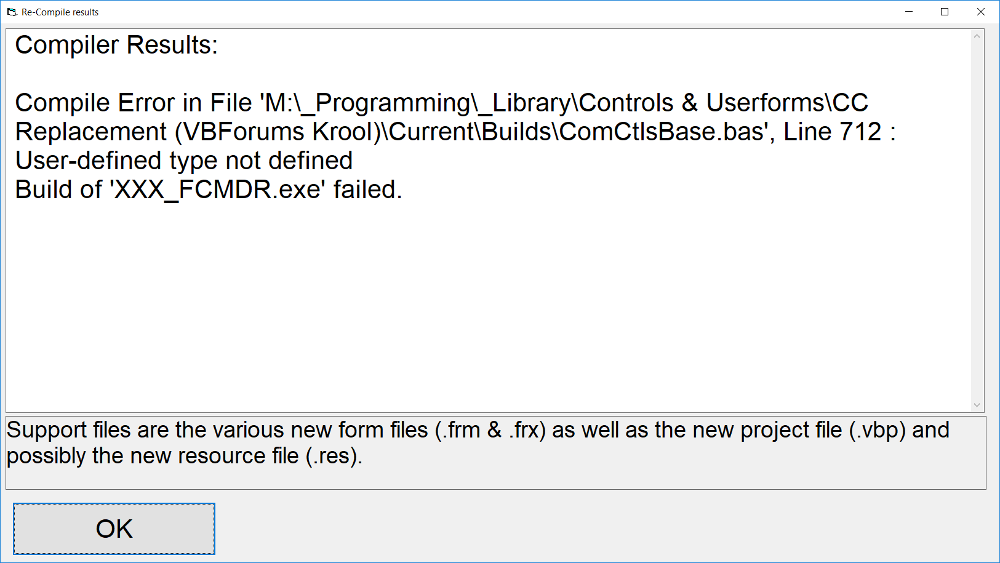 Re-Compile results
Compiler Results:
Compile Error in File 'M:\_Programming\_Library\Controls & Userforms\CC
Replacement (VBForums Krool)\Current\Builds\ComCtlsBase.bas', Line 712 :
User-defined type not defined
Build of 'XXX_FCMDR.exe' failed.
Support files are the various new form files (.frm & .frx) as well as the new project file (.vbp) and
possibly the new resource file (.res).
OK